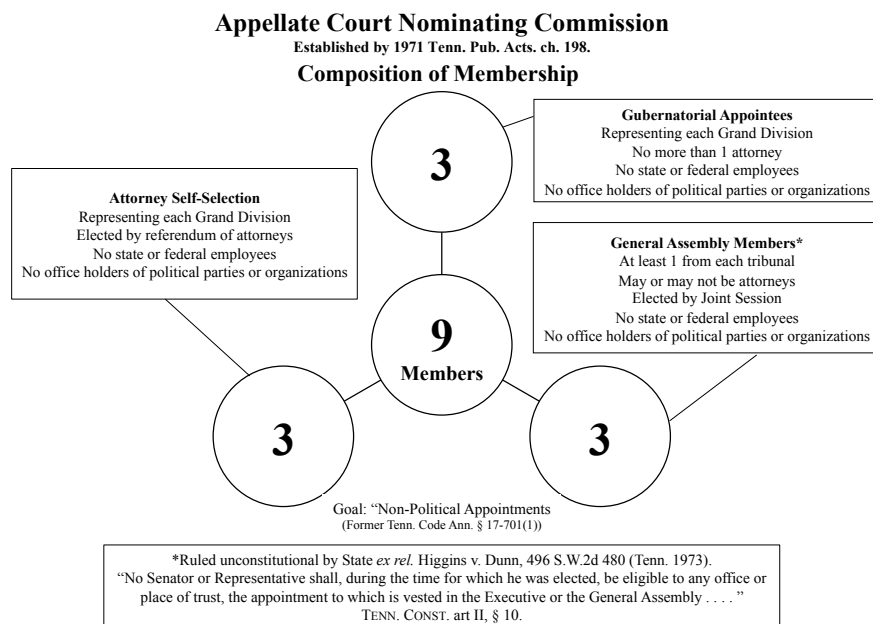 Appellate Court Nominating Commission
Established by 1971 Tenn. Pub. Acts. ch. 198.
Composition of Membership
3
Gubernatorial Appointees
Representing each Grand Division
No more than 1 attorney
No state or federal employees
No office holders of political parties or organizations
Attorney Self-Selection
Representing each Grand Division
Elected by referendum of attorneys
No state or federal employees
No office holders of political parties or organizations
General Assembly Members*
At least 1 from each tribunal
May or may not be attorneys
Elected by Joint Session
No state or federal employees
No office holders of political parties or organizations
9
Members
3
3
Goal: “Non-Political Appointments
(Former Tenn. Code Ann. § 17-701(1))
*Ruled unconstitutional by State ex rel. Higgins v. Dunn, 496 S.W.2d 480 (Tenn. 1973).
“No Senator or Representative shall, during the time for which he was elected, be eligible to any office or
place of trust, the appointment to which is vested in the Executive or the General Assembly . . . . ”
TENN. CONST. art II, § 10.